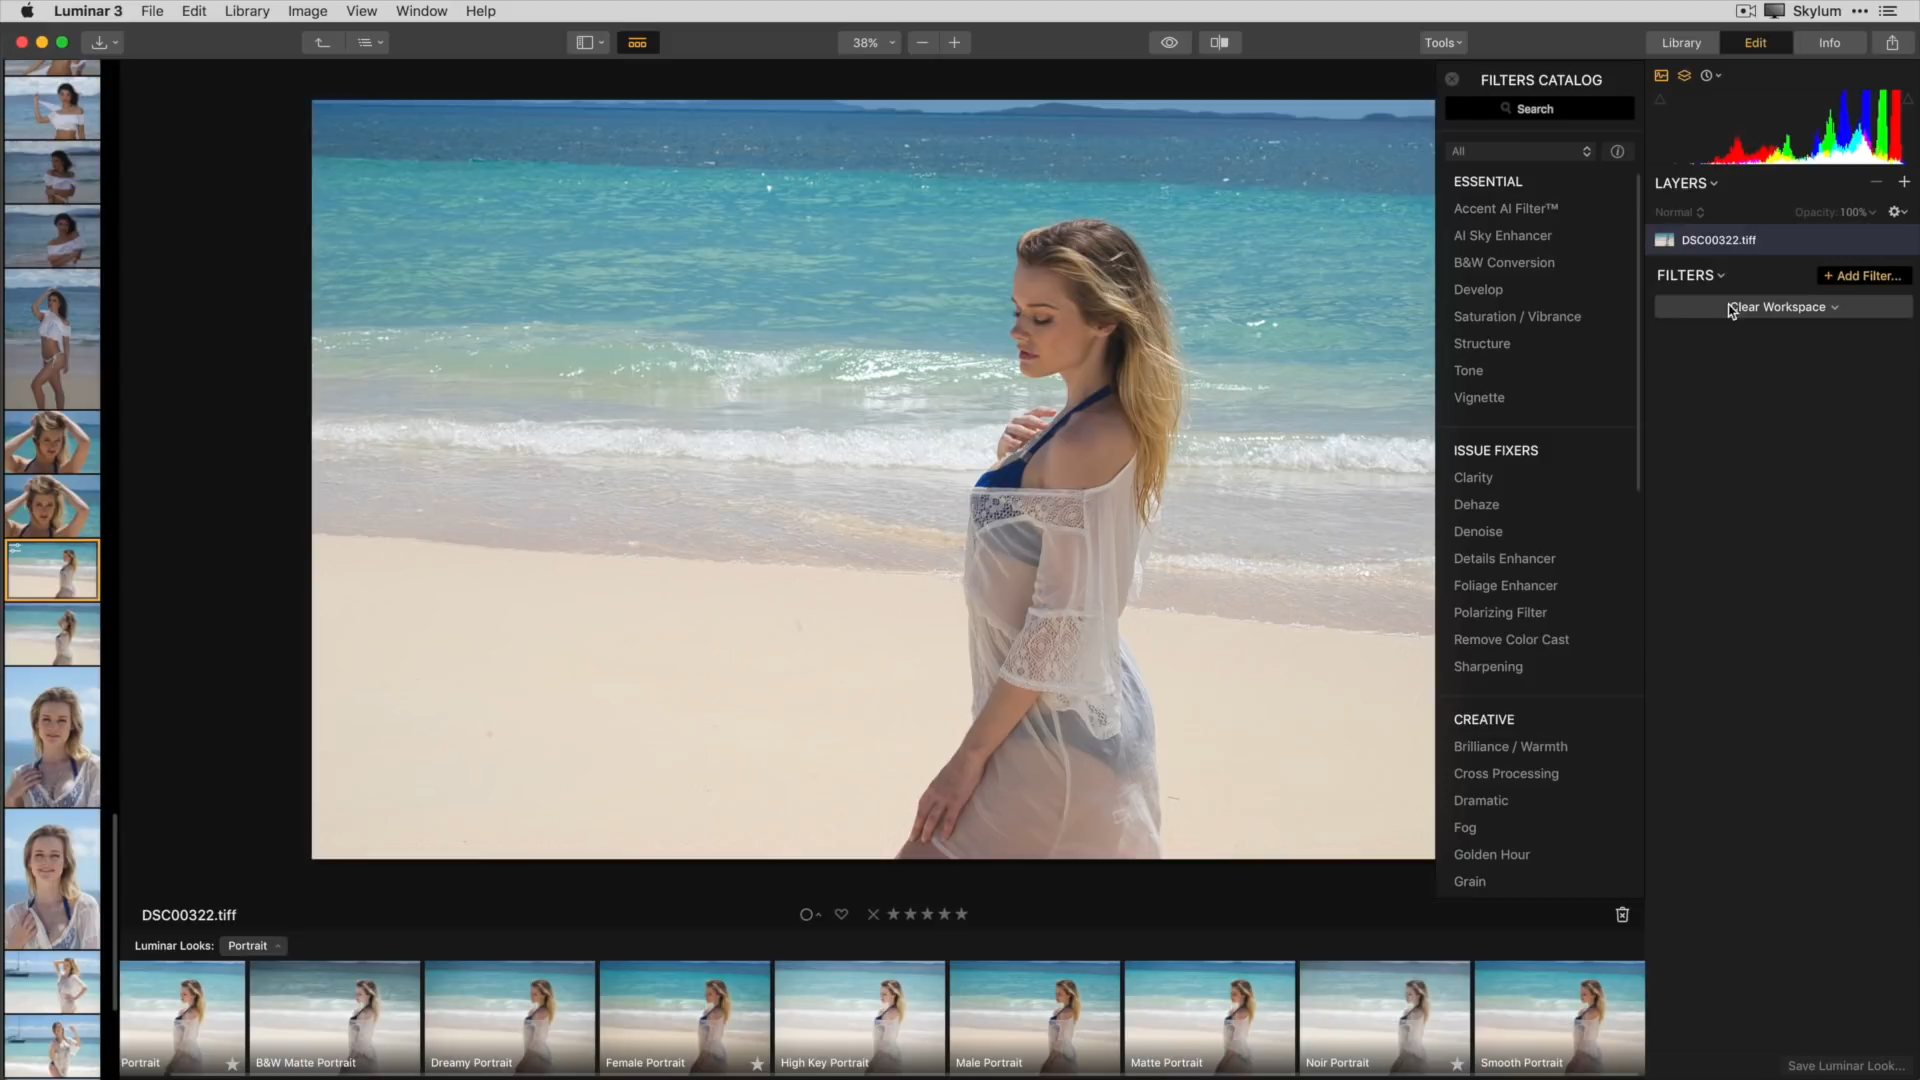 Luminar 3 File Edit Library Image View Window Help Skylum
38% Tools Library Edit Info
FILTERS CATALOG
Search
All
ESSENTIAL
Accent AI Filter™
AI Sky Enhancer
B&W Conversion
Develop
Saturation / Vibrance
Structure
Tone
Vignette
ISSUE FIXERS
Clarity
Dehaze
Denoise
Details Enhancer
Foliage Enhancer
Polarizing Filter
Remove Color Cast
Sharpening
CREATIVE
Brilliance / Warmth
Cross Processing
Dramatic
Fog
Golden Hour
Grain
LAYERS
Normal Opacity: 100%
DSC00322.tiff
FILTERS + Add Filter...
Clear Workspace
DSC00322.tiff
Luminar Looks: Portrait
Portrait B&W Matte Portrait Dreamy Portrait Female Portrait High Key Portrait Male Portrait Matte Portrait Noir Portrait Smooth Portrait
Save Luminar Look...